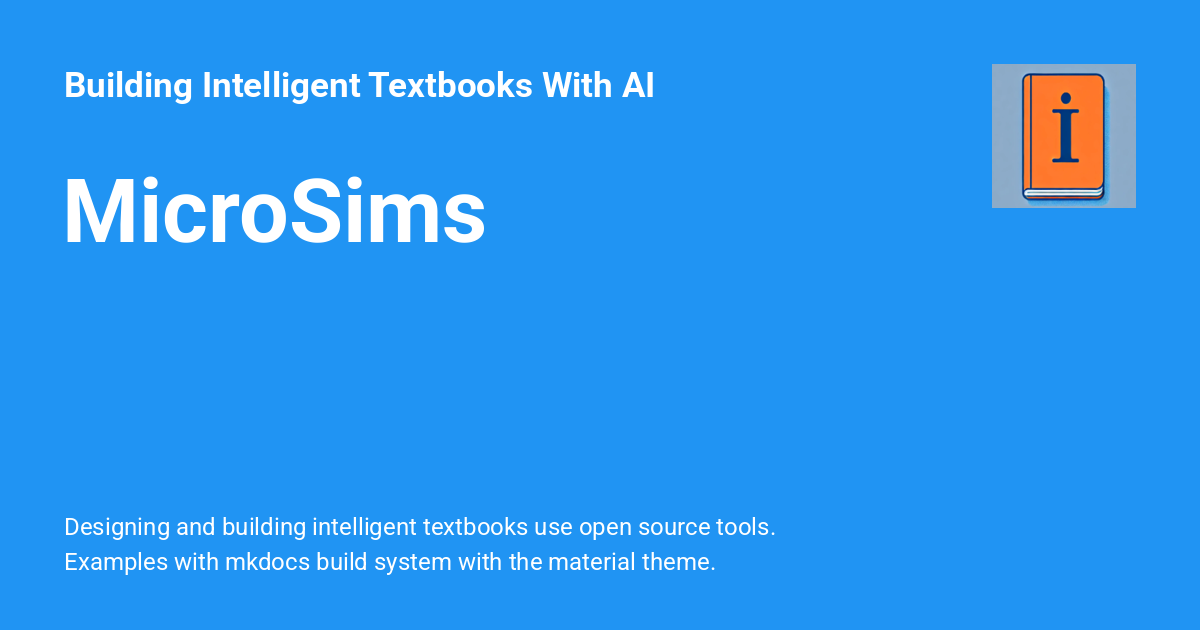 Building Intelligent Textbooks With AI
i
MicroSims
Designing and building intelligent textbooks use open source tools.
Examples with mkdocs build system with the material theme.